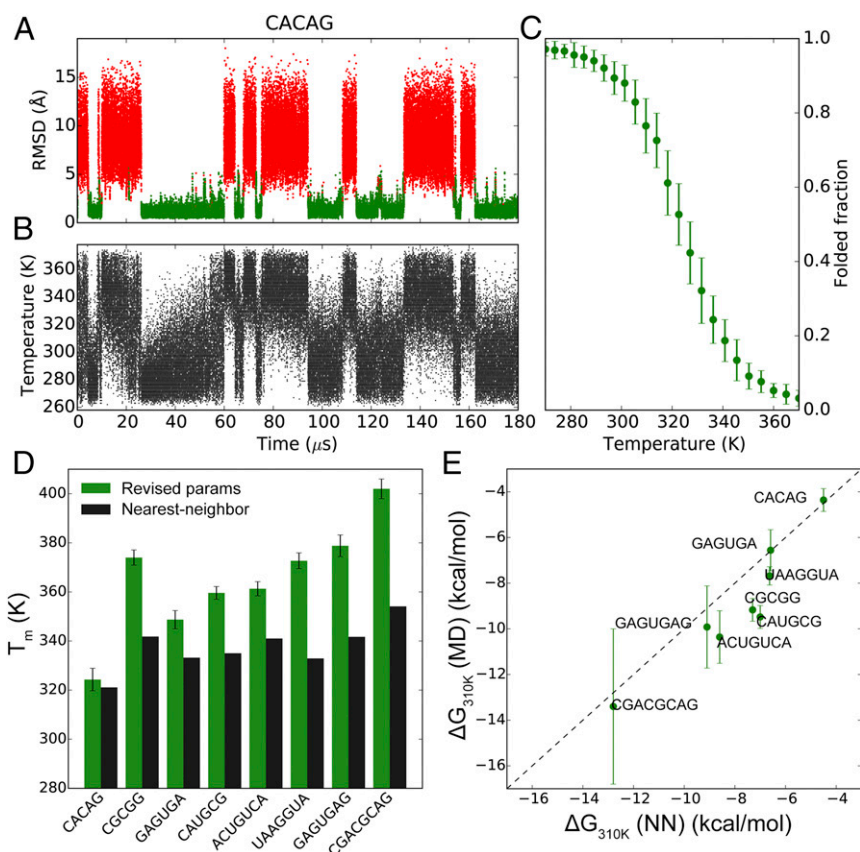 CACAG
A
RMSD (Å)
15
10
5
0
B
Temperature (K)
360
340
320
300
280
260
0 20 40 60 80 100 120 140 160 180
Time (μs)
C
1.0
0.8
0.6
0.4
0.2
0.0
Folded fraction
280 300 320 340 360
Temperature (K)
D
Revised params
Nearest-neighbor
Tm (K)
400
380
360
340
320
300
280
CACAG CGCGG GAGUGA CAUGCG ACUGUCA UAAGGUA GAGUGAG CGACGCAG
E
ΔG310K (MD) (kcal/mol)
−4
−6
−8
−10
−12
−14
−16
CACAG
GAGUGA
UAAGGUA
CGCGG
GAGUGAG CAUGCG
ACUGUCA
CGACGCAG
−16 −14 −12 −10 −8 −6 −4
ΔG310K (NN) (kcal/mol)